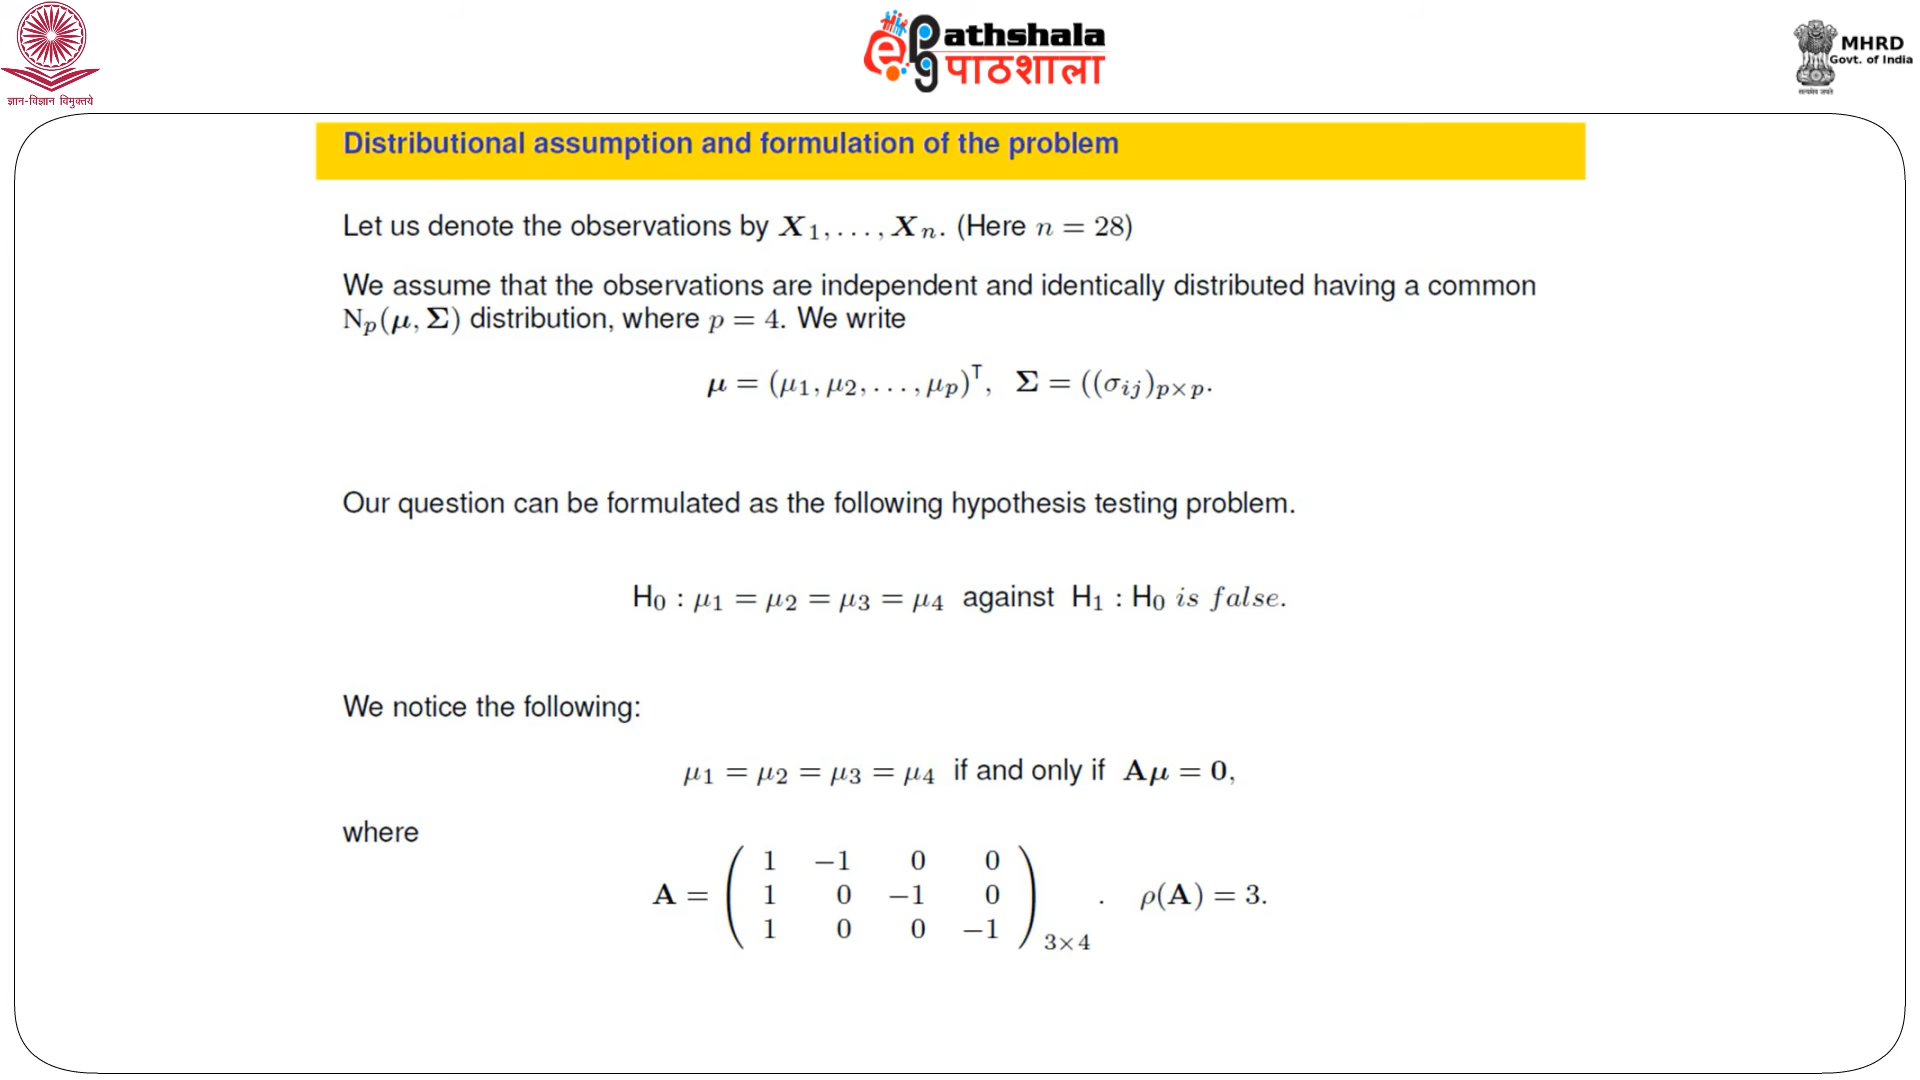 ज्ञान-विज्ञान विमुक्तये
ePg Pathshala
पाठशाला
MHRD
Govt. of India
सत्यमेव जयते
Distributional assumption and formulation of the problem
Let us denote the observations by X₁, . . . , Xₙ. (Here n = 28)
We assume that the observations are independent and identically distributed having a common
Nₚ(μ, Σ) distribution, where p = 4. We write
μ = (μ₁, μ₂, . . . , μₚ)ᵀ, Σ = ((σᵢⱼ)ₚ×ₚ.
Our question can be formulated as the following hypothesis testing problem.
H₀ : μ₁ = μ₂ = μ₃ = μ₄ against H₁ : H₀ is false.
We notice the following:
μ₁ = μ₂ = μ₃ = μ₄ if and only if Aμ = 0,
where
1 −1 0 0
A = ( 1 0 −1 0 ) . ρ(A) = 3.
1 0 0 −1
3×4